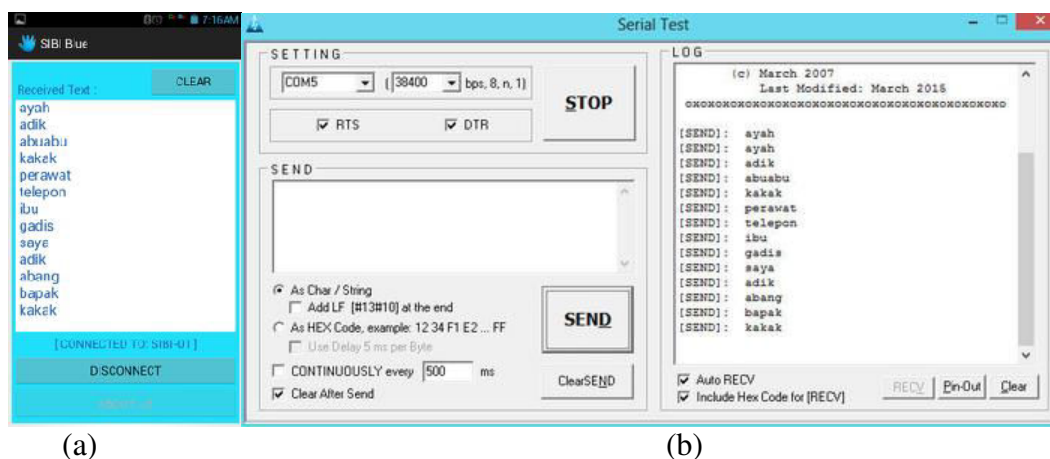 7:16AM
SIBI Blue
Received Text :
CLEAR
ayah
adik
abuabu
kakak
perawat
telepon
ibu
gadis
saya
adik
abang
bapak
kakak
[CONNECTED TO: SIBI-01]
DISCONNECT
(a)
Serial Test
SETTING
COM5 ( 38400 bps, 8, n, 1)
RTS DTR
STOP
SEND
As Char / String
Add LF [#13#10] at the end
As HEX Code, example: 12 34 F1 E2 ... FF
Use Delay 5 ms per Byte
CONTINUOUSLY every 500 ms
Clear After Send
SEND
ClearSEND
LOG
(c) March 2007
Last Modified: March 2015
[SEND]: ayah
[SEND]: ayah
[SEND]: adik
[SEND]: abuabu
[SEND]: kakak
[SEND]: perawat
[SEND]: telepon
[SEND]: ibu
[SEND]: gadis
[SEND]: saya
[SEND]: adik
[SEND]: abang
[SEND]: bapak
[SEND]: kakak
Auto RECV
Include Hex Code for [RECV]
RECV Pin-Out Clear
(b)